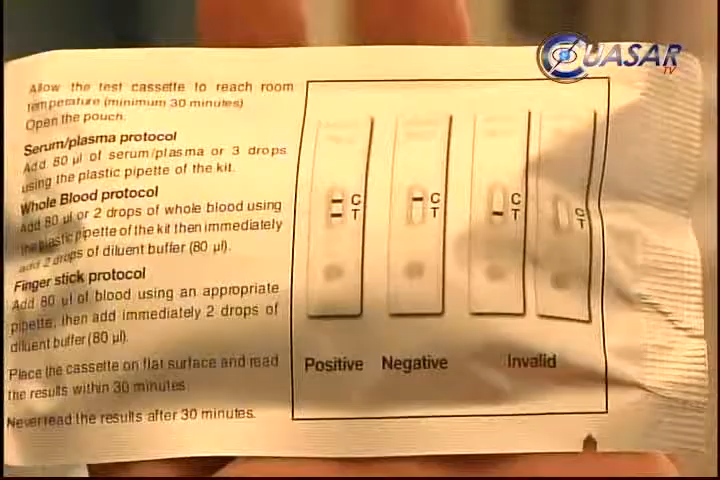 CUASAR
TV
Allow the test cassette to reach room
temperature (minimum 30 minutes)
Open the pouch.
Serum/plasma protocol
Add 80 µl of serum/plasma or 3 drops
using the plastic pipette of the kit.
Whole Blood protocol
Add 80 µl or 2 drops of whole blood using
the plastic pipette of the kit then immediately
add 2 drops of diluent buffer (80 µl).
Finger stick protocol
Add 80 µl of blood using an appropriate
pipette, then add immediately 2 drops of
diluent buffer (80 µl).
Place the cassette on flat surface and read
the results within 30 minutes
Never read the results after 30 minutes.
C C C C
T T T T
Positive Negative Invalid